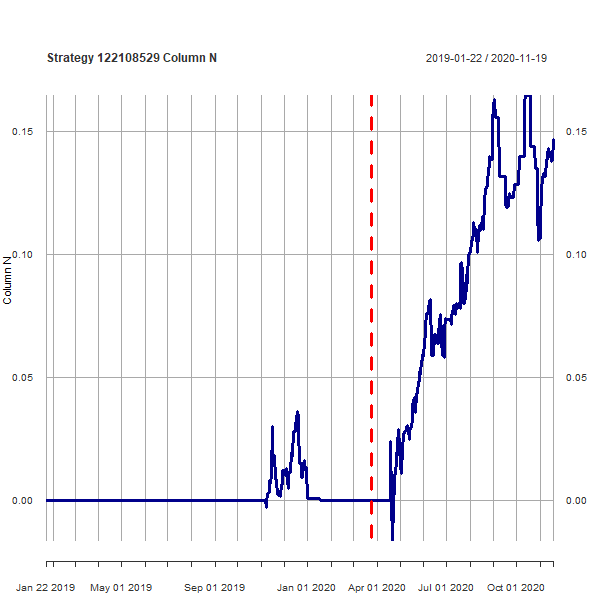 Strategy 122108529 Column N
2019-01-22 / 2020-11-19
0.15
0.15
0.10
0.10
Column N
0.05
0.05
0.00
0.00
Jan 22 2019
May 01 2019
Sep 01 2019
Jan 01 2020
Apr 01 2020
Jul 01 2020
Oct 01 2020